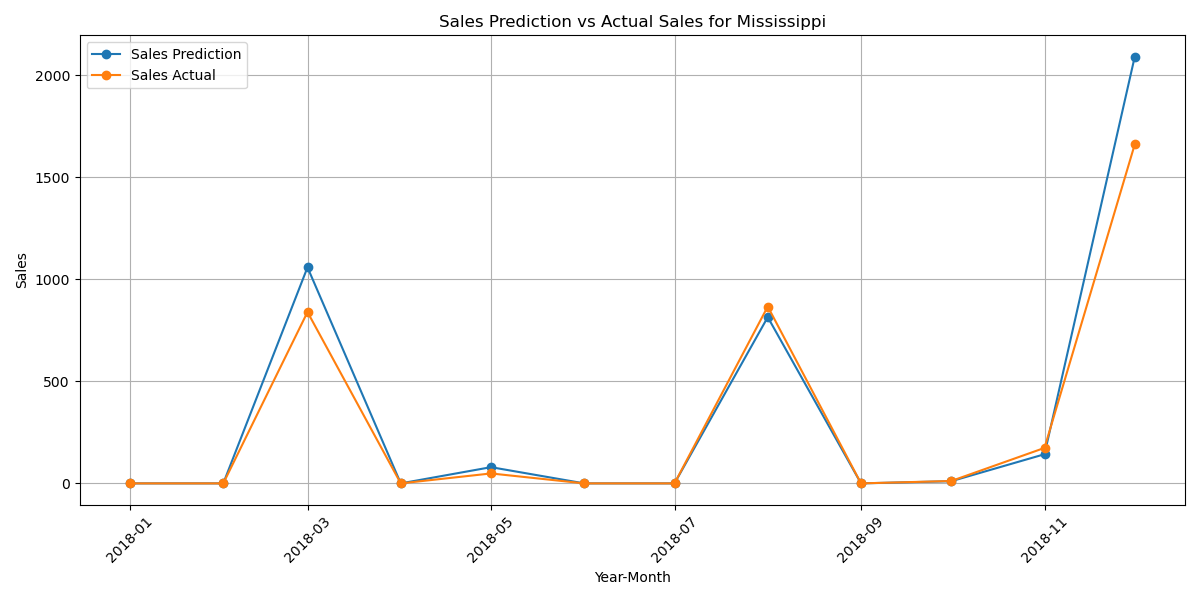 Sales Prediction vs Actual Sales for Mississippi
Sales Prediction
Sales Actual
2000
1500
1000
500
0
Sales
2018-01
2018-03
2018-05
2018-07
2018-09
2018-11
Year-Month